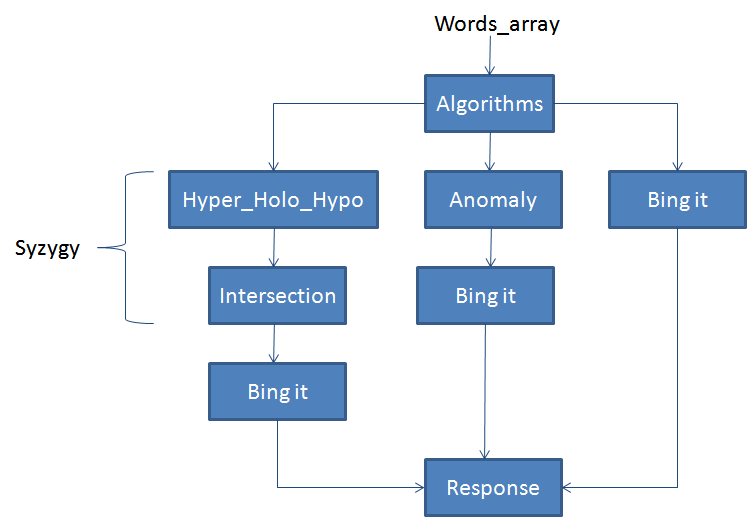 Words_array
Algorithms
Hyper_Holo_Hypo
Anomaly
Bing it
Syzygy
Intersection
Bing it
Bing it
Response